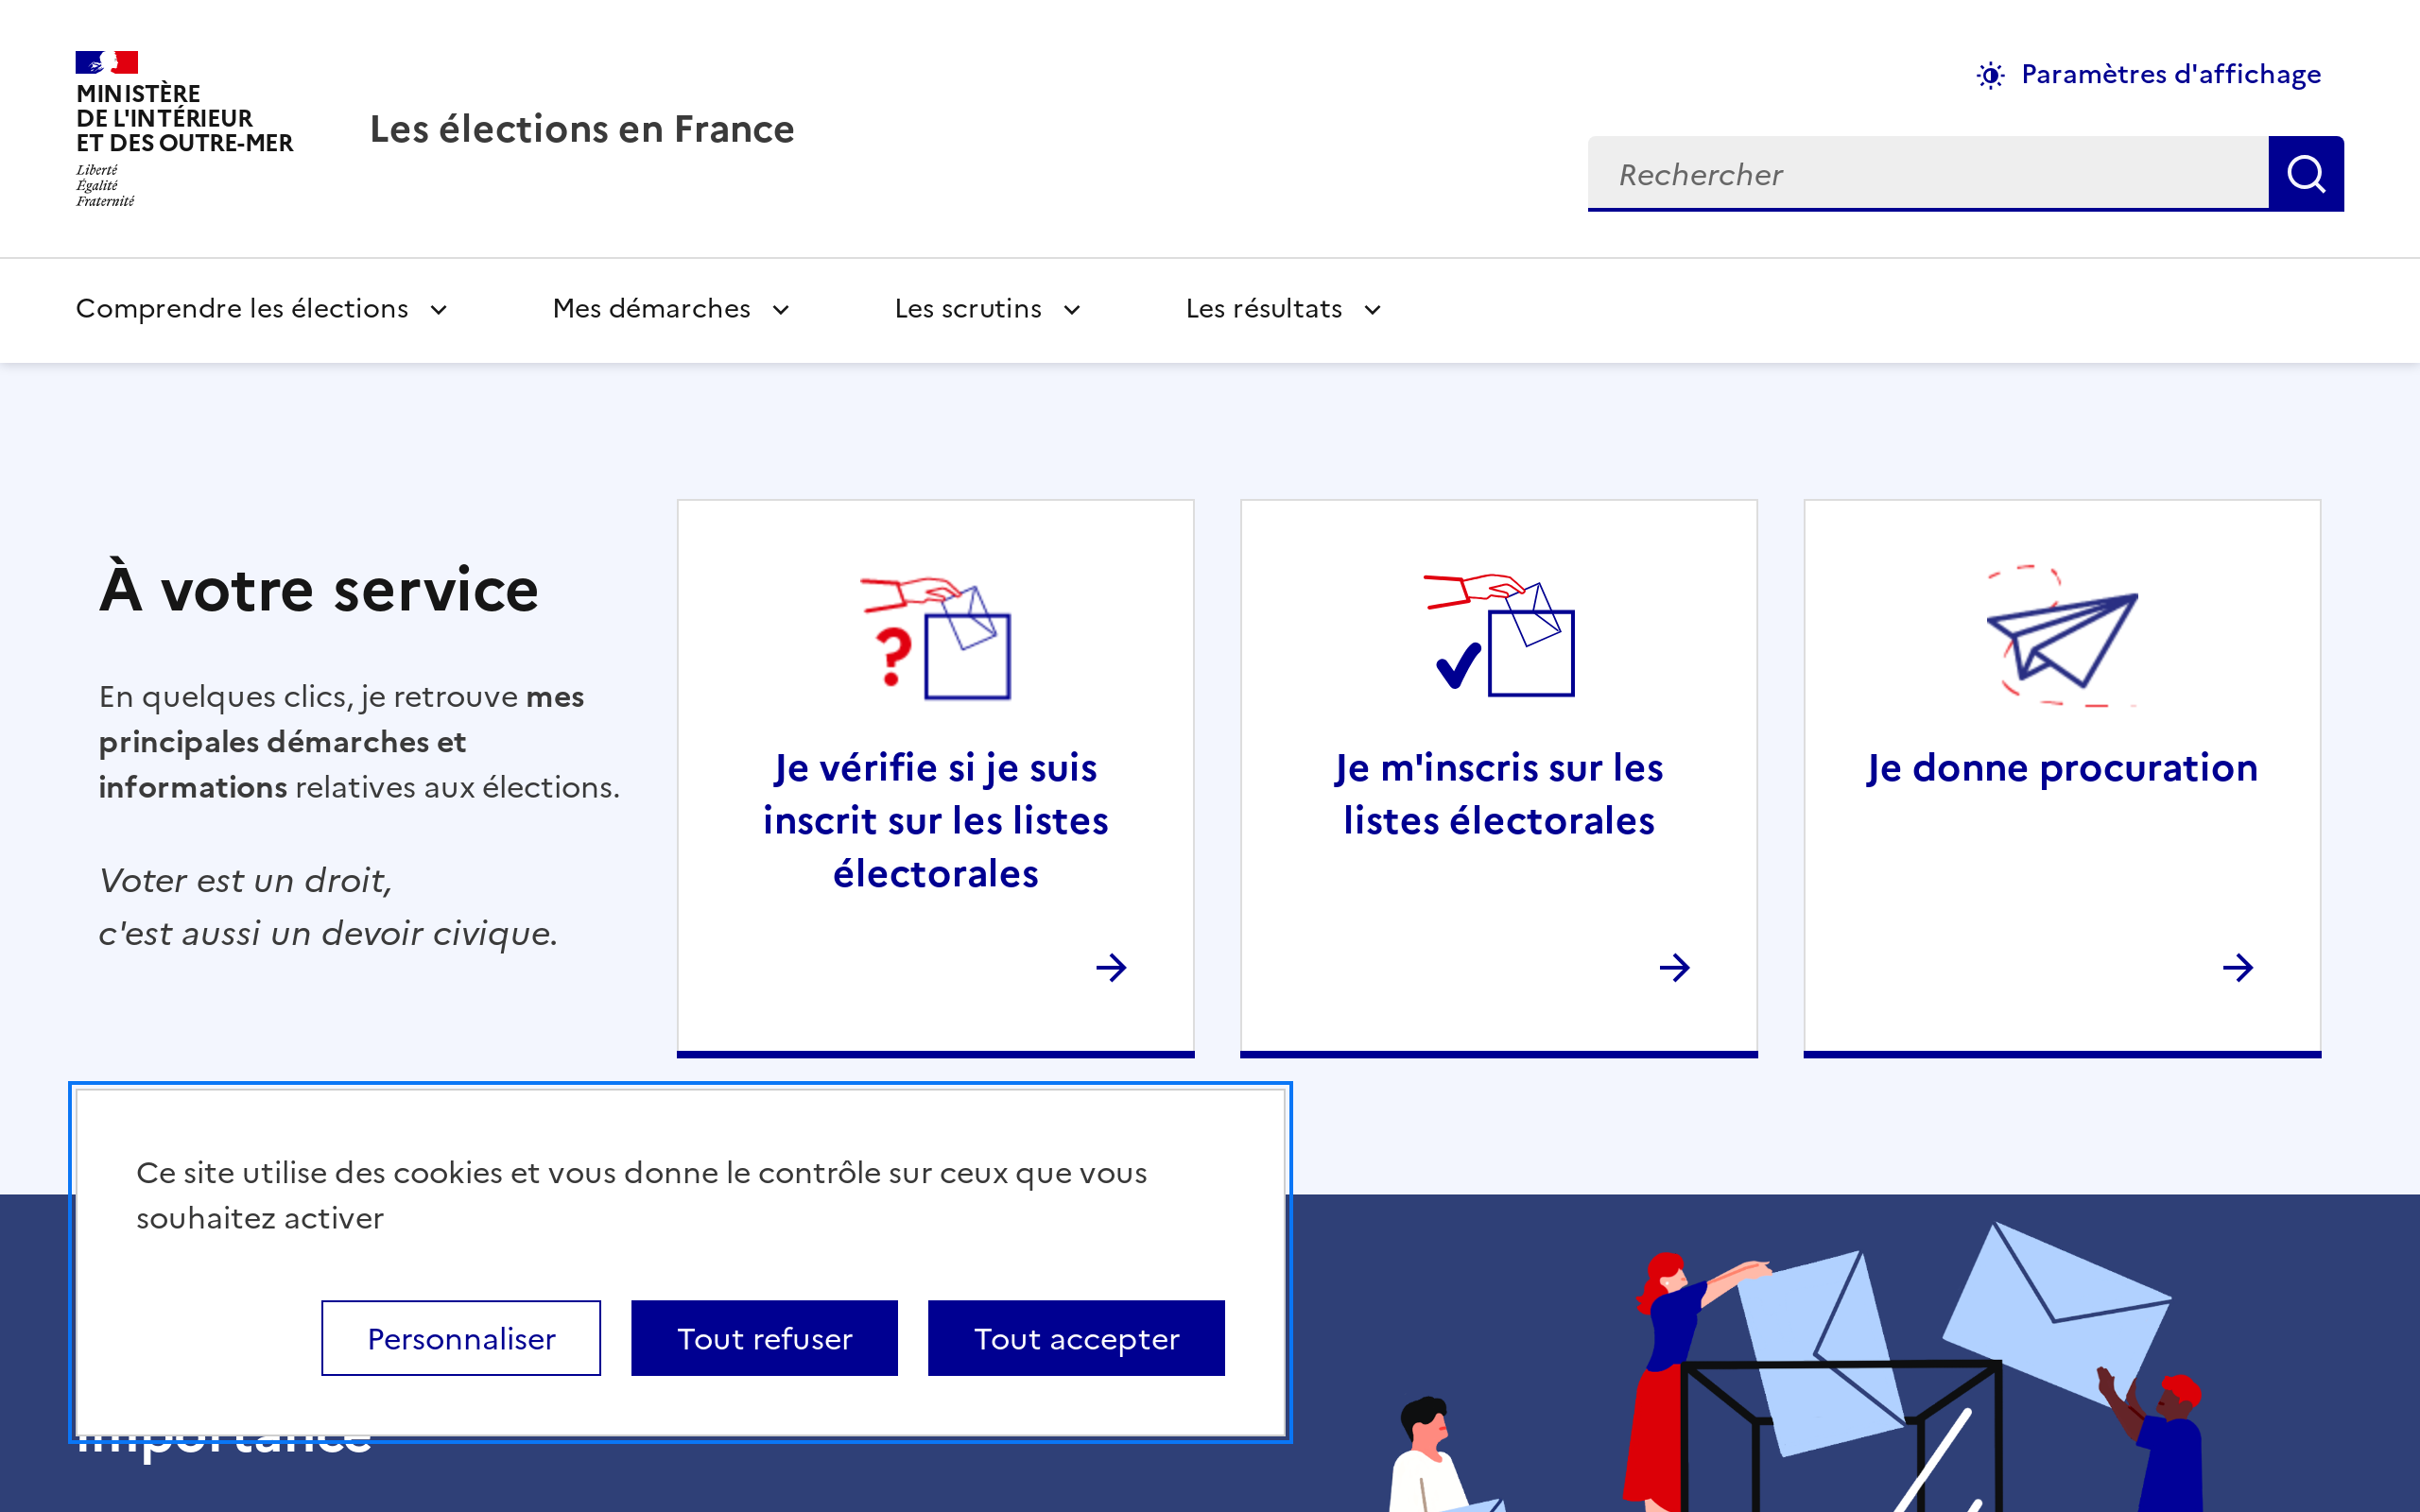 MINISTÈRE
DE L'INTÉRIEUR
ET DES OUTRE-MER
Liberté
Égalité
Fraternité
Les élections en France
Paramètres d'affichage
Rechercher
Comprendre les élections
Mes démarches
Les scrutins
Les résultats
À votre service
En quelques clics, je retrouve mes
principales démarches et
informations relatives aux élections.
Voter est un droit,
c'est aussi un devoir civique.
Je vérifie si je suis
inscrit sur les listes
électorales
Je m'inscris sur les
listes électorales
Je donne procuration
Ce site utilise des cookies et vous donne le contrôle sur ceux que vous
souhaitez activer
Personnaliser
Tout refuser
Tout accepter
importance